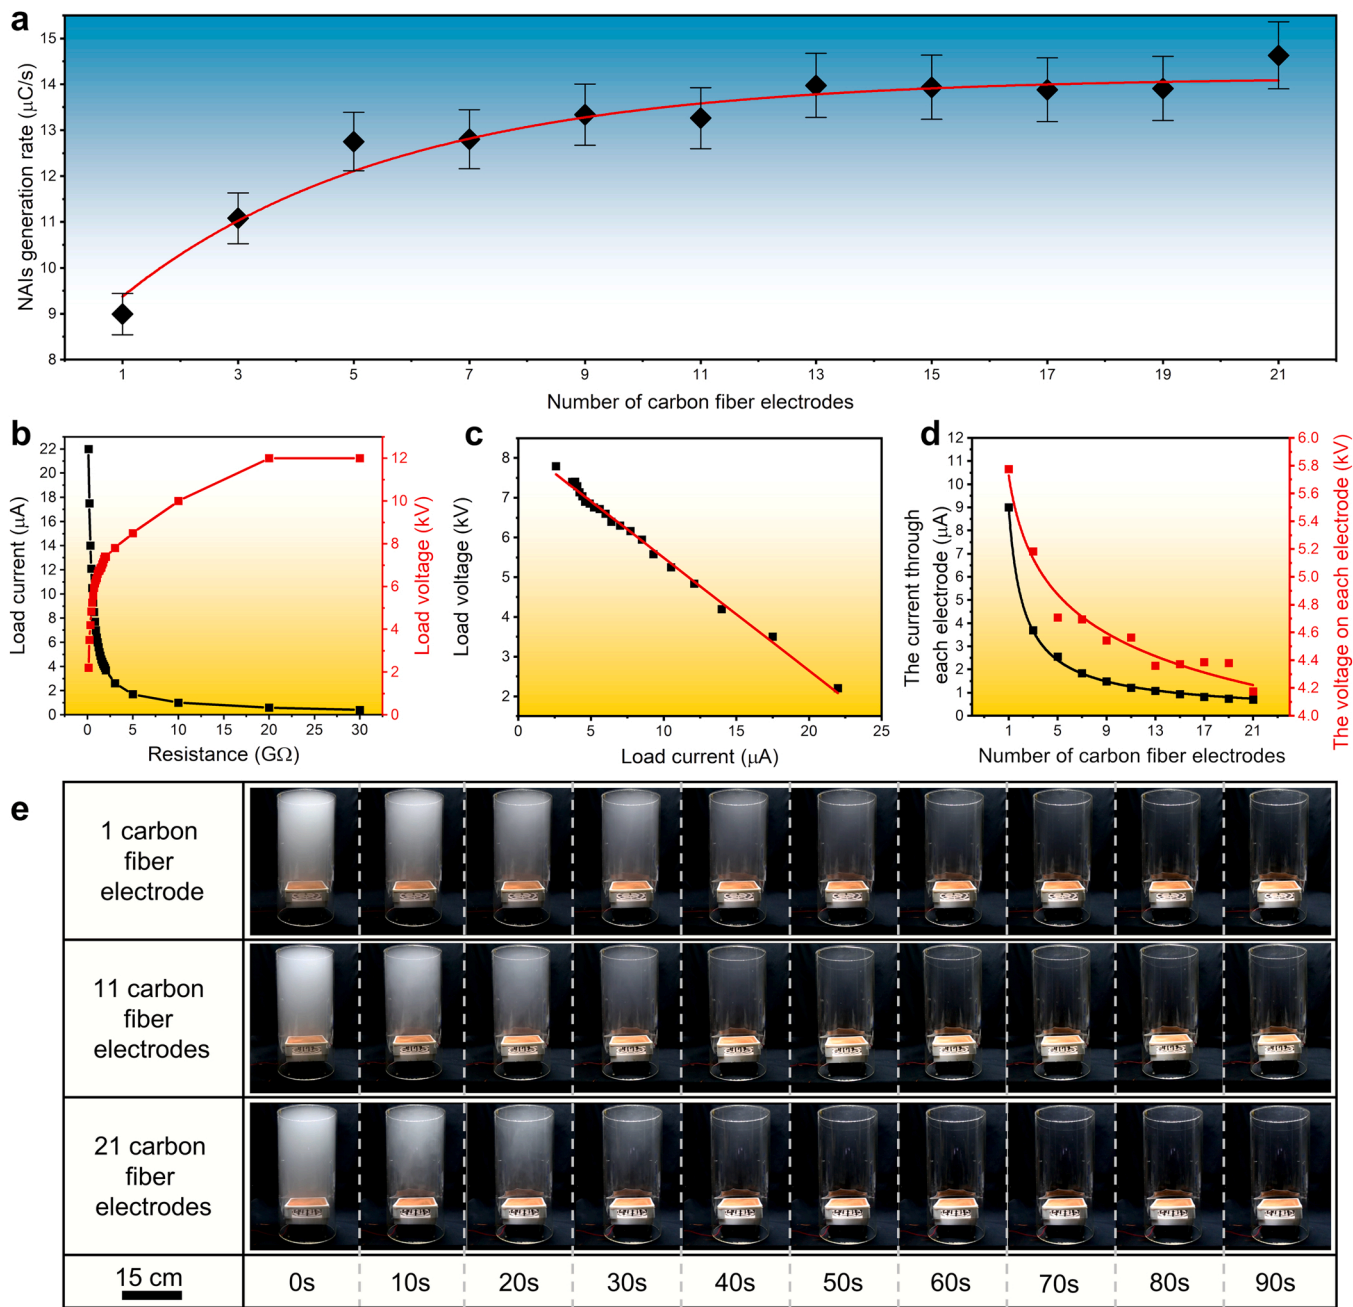 a
NAIs generation rate (μC/s)
15
14
13
12
11
10
9
8
1 3 5 7 9 11 13 15 17 19 21
Number of carbon fiber electrodes
b
Load current (μA)
22
20
18
16
14
12
10
8
6
4
2
0
12
10
8
6
4
2
0
Load voltage (kV)
0 5 10 15 20 25 30
Resistance (GΩ)
c
Load voltage (kV)
8
7
6
5
4
3
2
0 5 10 15 20 25
Load current (μA)
d
The current through
each electrode (μA)
12
11
10
9
8
7
6
5
4
3
2
1
0
6.0
5.8
5.6
5.4
5.2
5.0
4.8
4.6
4.4
4.2
4.0
The voltage on each electrode (kV)
1 5 9 13 17 21
Number of carbon fiber electrodes
e
1 carbon
fiber
electrode
11 carbon
fiber
electrodes
21 carbon
fiber
electrodes
15 cm
0s 10s 20s 30s 40s 50s 60s 70s 80s 90s